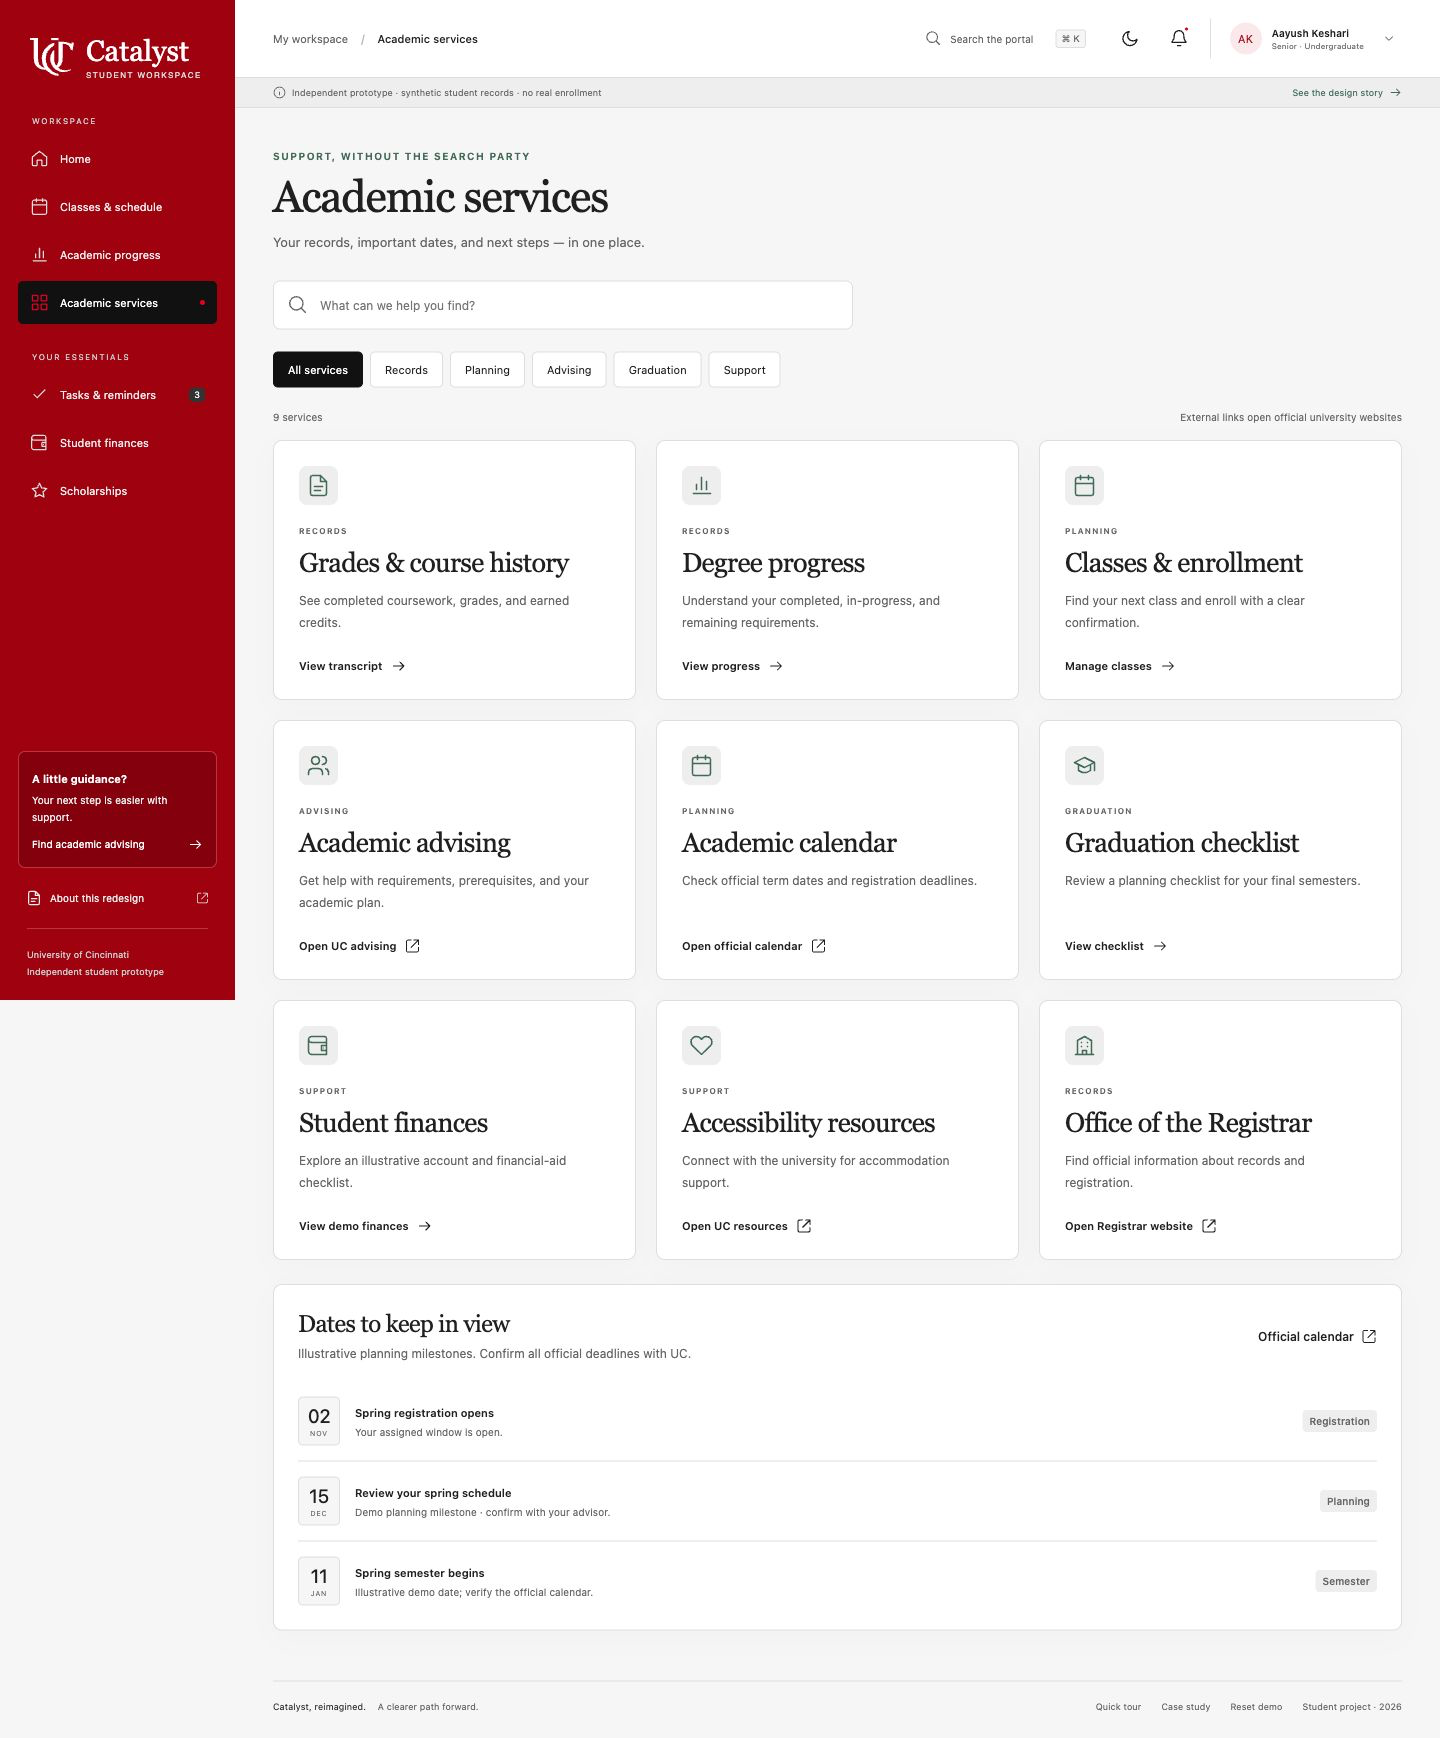 UC Catalyst
STUDENT WORKSPACE
WORKSPACE
Home
Classes & schedule
Academic progress
Academic services
YOUR ESSENTIALS
Tasks & reminders 3
Student finances
Scholarships
A little guidance?
Your next step is easier with
support.
Find academic advising
About this redesign
University of Cincinnati
Independent student prototype
My workspace / Academic services
Search the portal ⌘ K
AK
Aayush Keshari
Senior · Undergraduate
Independent prototype · synthetic student records · no real enrollment
See the design story
SUPPORT, WITHOUT THE SEARCH PARTY
Academic services
Your records, important dates, and next steps — in one place.
What can we help you find?
All services Records Planning Advising Graduation Support
9 services
External links open official university websites
RECORDS
Grades & course history
See completed coursework, grades, and earned
credits.
View transcript
RECORDS
Degree progress
Understand your completed, in-progress, and
remaining requirements.
View progress
PLANNING
Classes & enrollment
Find your next class and enroll with a clear
confirmation.
Manage classes
ADVISING
Academic advising
Get help with requirements, prerequisites, and your
academic plan.
Open UC advising
PLANNING
Academic calendar
Check official term dates and registration deadlines.
Open official calendar
GRADUATION
Graduation checklist
Review a planning checklist for your final semesters.
View checklist
SUPPORT
Student finances
Explore an illustrative account and financial-aid
checklist.
View demo finances
SUPPORT
Accessibility resources
Connect with the university for accommodation
support.
Open UC resources
RECORDS
Office of the Registrar
Find official information about records and
registration.
Open Registrar website
Dates to keep in view
Illustrative planning milestones. Confirm all official deadlines with UC.
Official calendar
02
NOV
Spring registration opens
Your assigned window is open.
Registration
15
DEC
Review your spring schedule
Demo planning milestone · confirm with your advisor.
Planning
11
JAN
Spring semester begins
Illustrative demo date; verify the official calendar.
Semester
Catalyst, reimagined. A clearer path forward.
Quick tour Case study Reset demo Student project · 2026